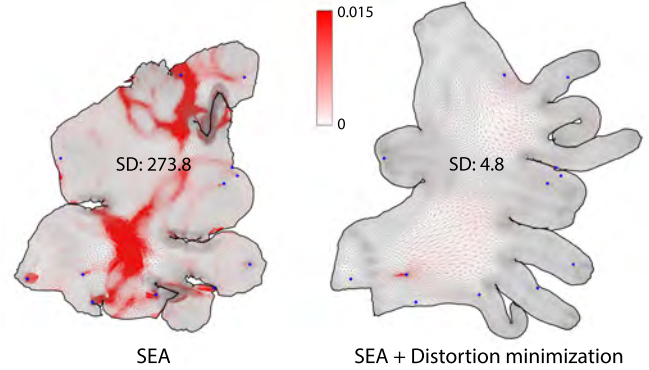 0.015
0
SD: 273.8
SD: 4.8
SEA
SEA + Distortion minimization